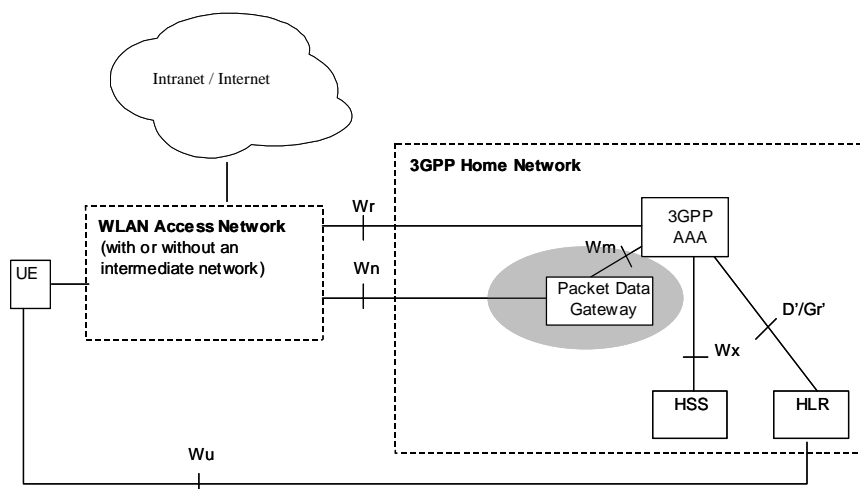 Intranet / Internet
3GPP Home Network
WLAN Access Network
(with or without an
intermediate network)
Wr
3GPP
AAA
Wm
UE
Wn
Packet Data
Gateway
D'/Gr'
Wx
HSS
HLR
Wu